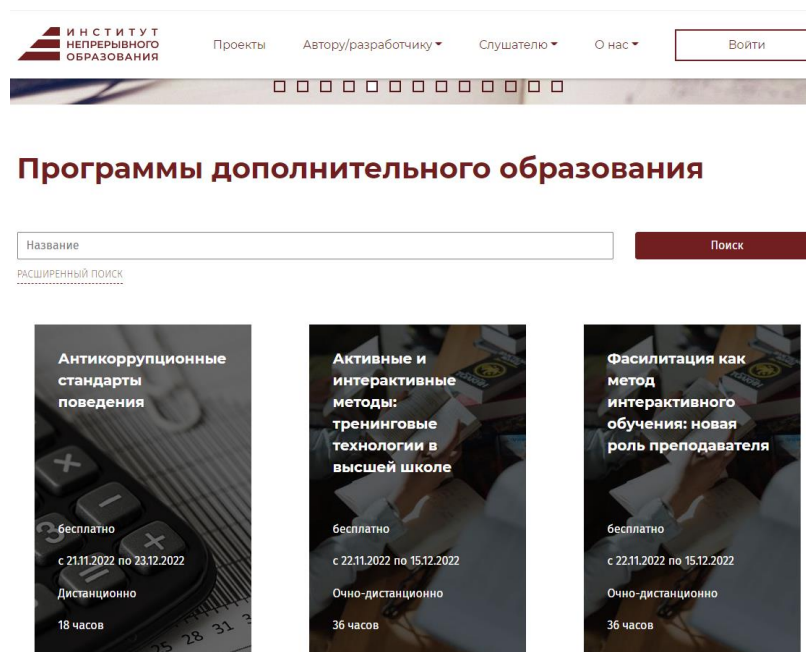 ИНСТИТУТ
НЕПРЕРЫВНОГО
ОБРАЗОВАНИЯ
Проекты
Автору/разработчику
Слушателю
О нас
Войти
Программы дополнительного образования
Название
Поиск
РАСШИРЕННЫЙ ПОИСК
Антикоррупционные
стандарты
поведения
бесплатно
с 21.11.2022 по 23.12.2022
Дистанционно
18 часов
Активные и
интерактивные
методы:
тренинговые
технологии в
высшей школе
бесплатно
с 22.11.2022 по 15.12.2022
Очно-дистанционно
36 часов
Фасилитация как
метод
интерактивного
обучения: новая
роль преподавателя
бесплатно
с 22.11.2022 по 15.12.2022
Очно-дистанционно
36 часов